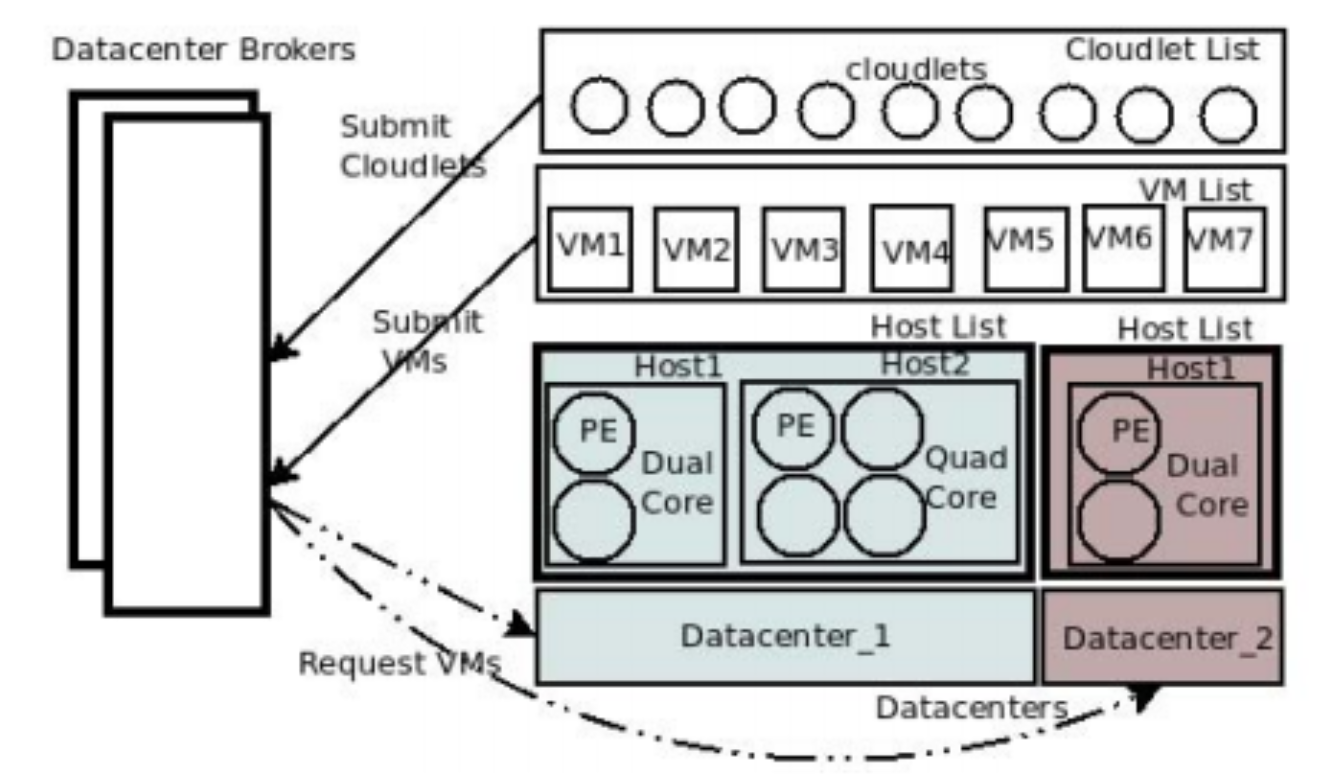 Datacenter Brokers
Cloudlet List
cloudlets
Submit
Cloudlets
VM List
VM1 VM2 VM3 VM4 VM5 VM6 VM7
Submit
VMs
Host List
Host List
Host1
Host2
Host1
PE
PE
PE
Dual
Core
Quad
Core
Dual
Core
Datacenter_1
Datacenter_2
Request VMs
Datacenters